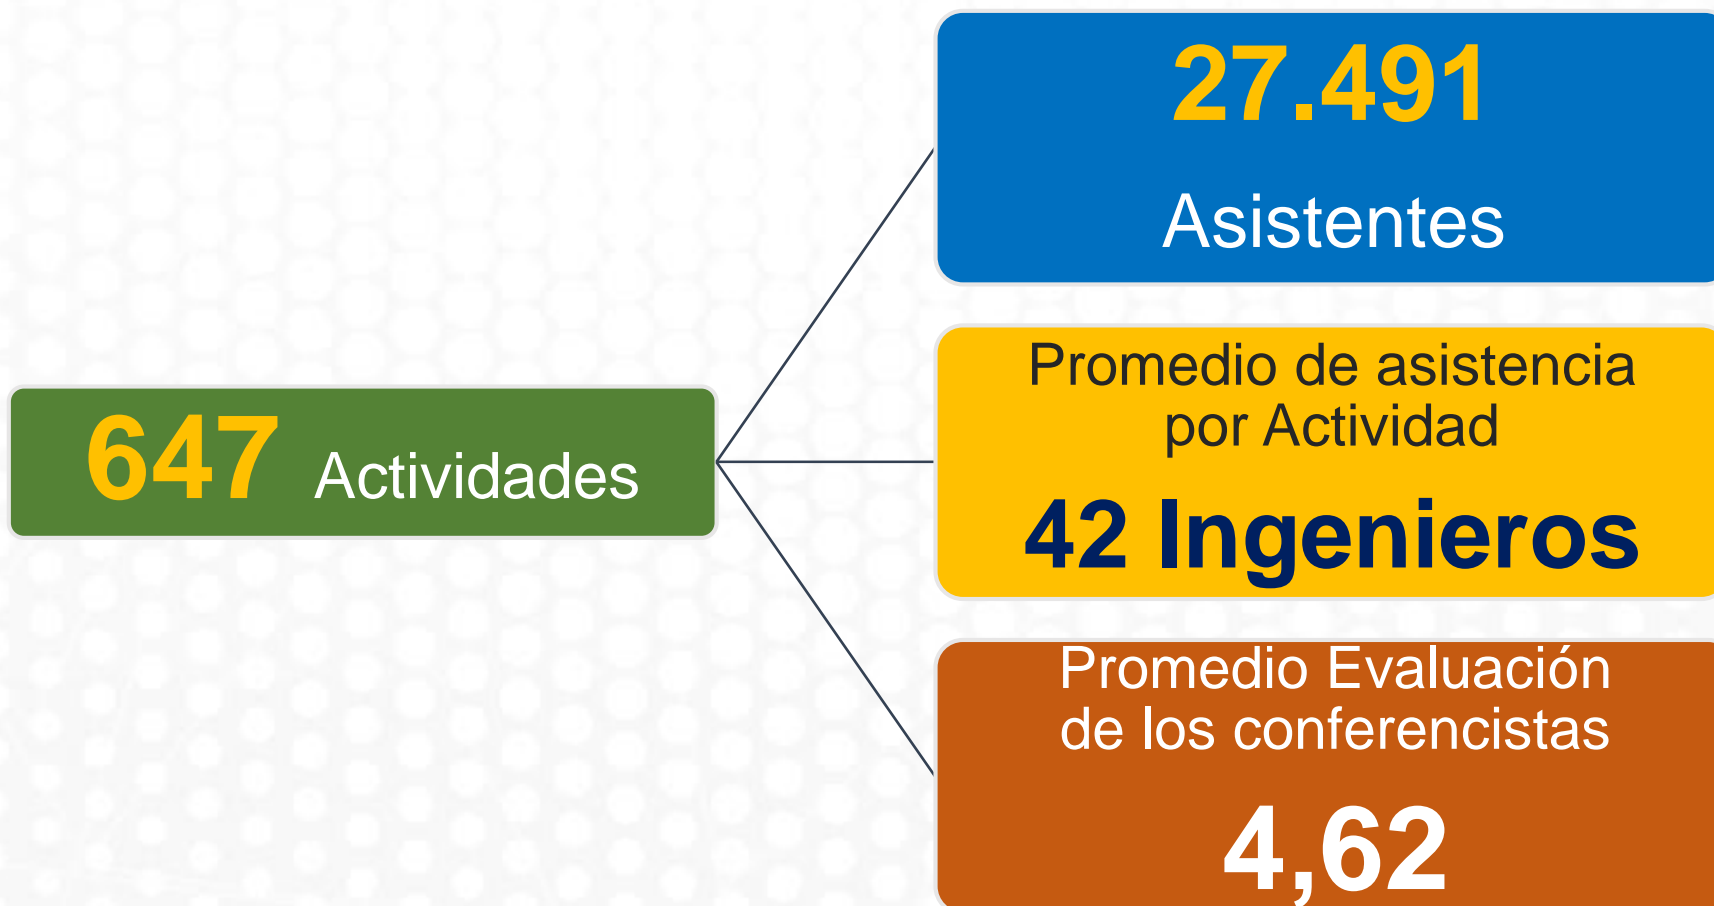 647 Actividades
27.491
Asistentes
Promedio de asistencia
por Actividad
42 Ingenieros
Promedio Evaluación
de los conferencistas
4,62